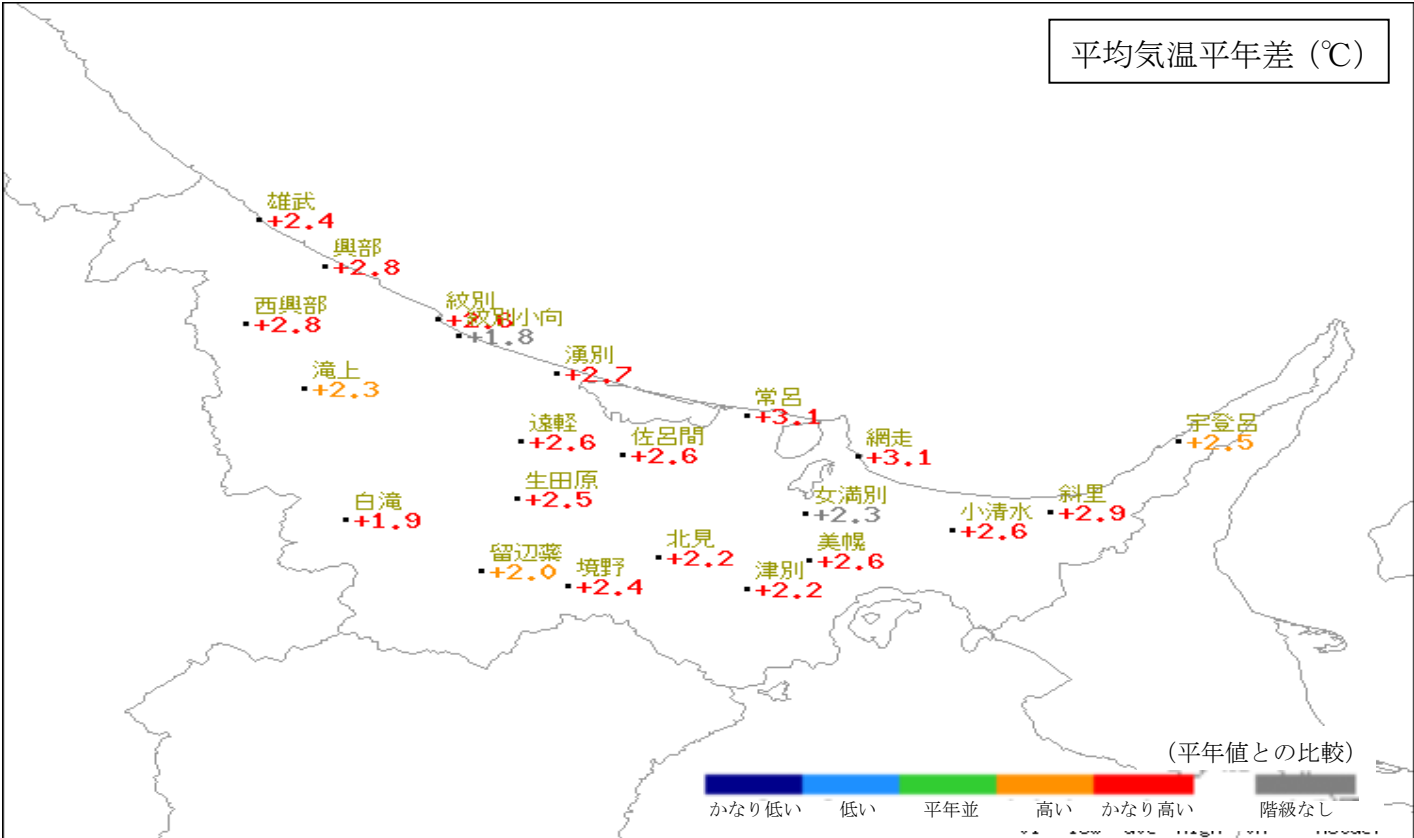 平均気温平年差（℃）
雄武
+2.4
興部
+2.8
西興部
+2.8
紋別
+2.6
紋別小向
+1.8
滝上
+2.3
湧別
+2.7
常呂
+3.1
遠軽
+2.6
佐呂間
+2.6
網走
+3.1
宇登呂
+2.5
生田原
+2.5
白滝
+1.9
女満別
+2.3
小清水
+2.6
斜里
+2.9
留辺蘂
+2.0
境野
+2.4
北見
+2.2
津別
+2.2
美幌
+2.6
（平年値との比較）
かなり低い 低い 平年並 高い かなり高い 階級なし